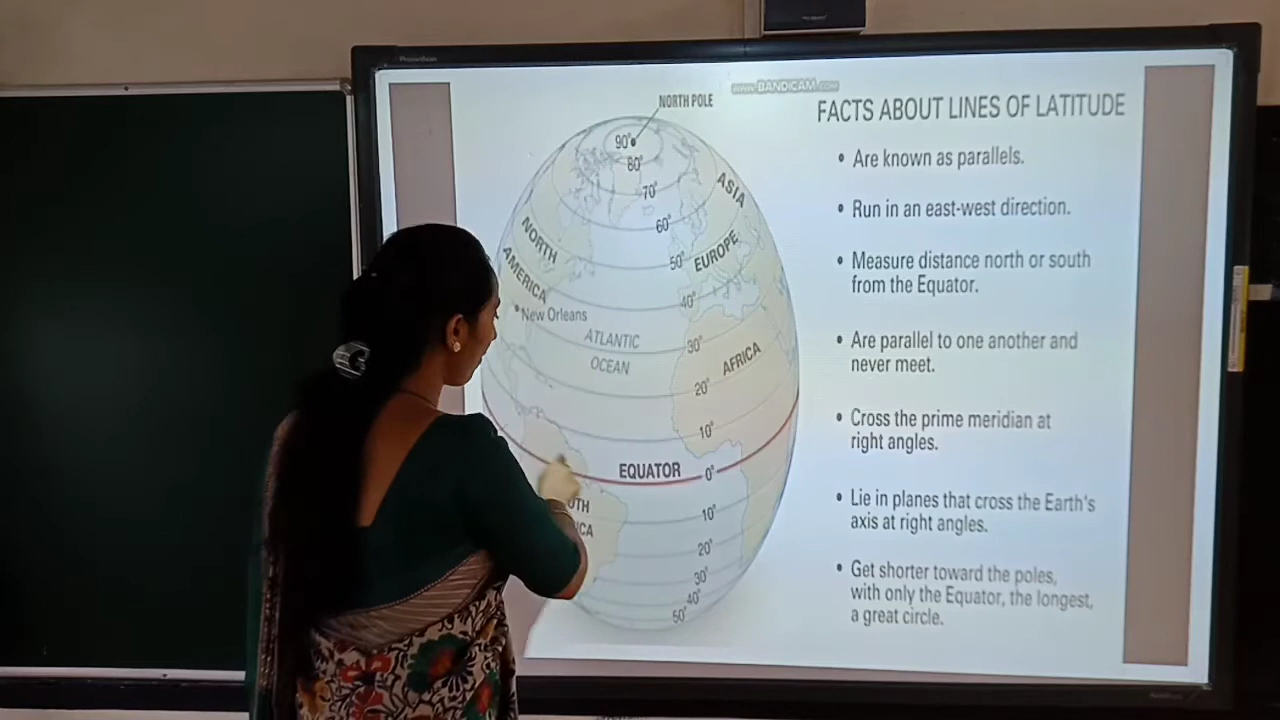 www.BANDICAM.com
NORTH POLE
FACTS ABOUT LINES OF LATITUDE
90°
80°
70°
60°
50°
40°
30°
20°
10°
0°
10°
20°
30°
40°
50°
ASIA
NORTH
AMERICA
EUROPE
New Orleans
ATLANTIC
OCEAN
AFRICA
EQUATOR
UTH
ICA
• Are known as parallels.
• Run in an east-west direction.
• Measure distance north or south
from the Equator.
• Are parallel to one another and
never meet.
• Cross the prime meridian at
right angles.
• Lie in planes that cross the Earth's
axis at right angles.
• Get shorter toward the poles,
with only the Equator, the longest,
a great circle.